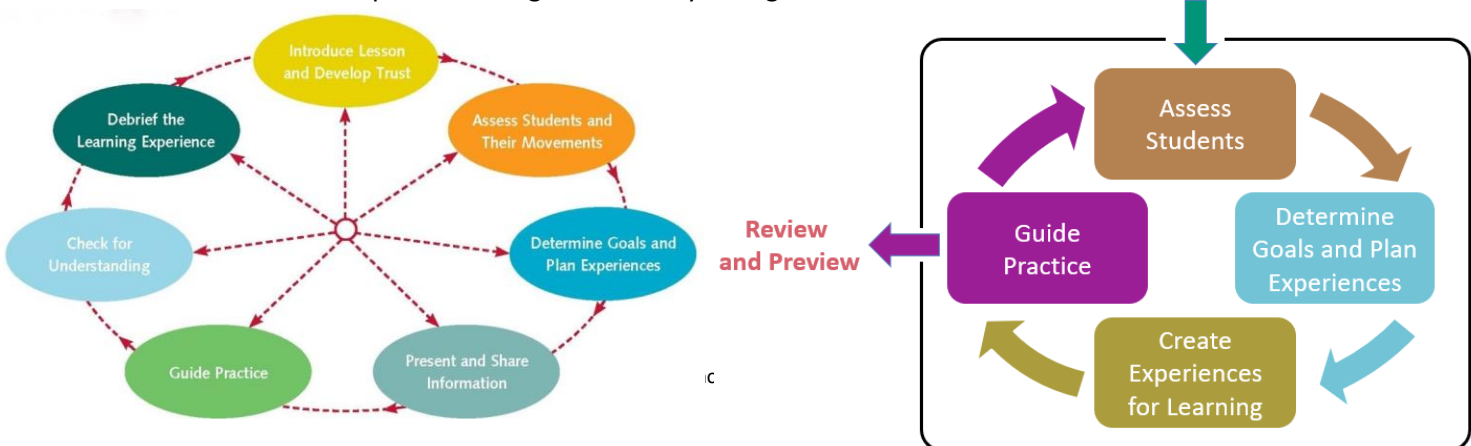 Introduce Lesson
and Develop Trust
Assess Students and
Their Movements
Determine Goals and
Plan Experiences
Present and Share
Information
Guide Practice
Check for
Understanding
Debrief the
Learning Experience
Review
and Preview
Assess
Students
Determine
Goals and Plan
Experiences
Create
Experiences
for Learning
Guide
Practice